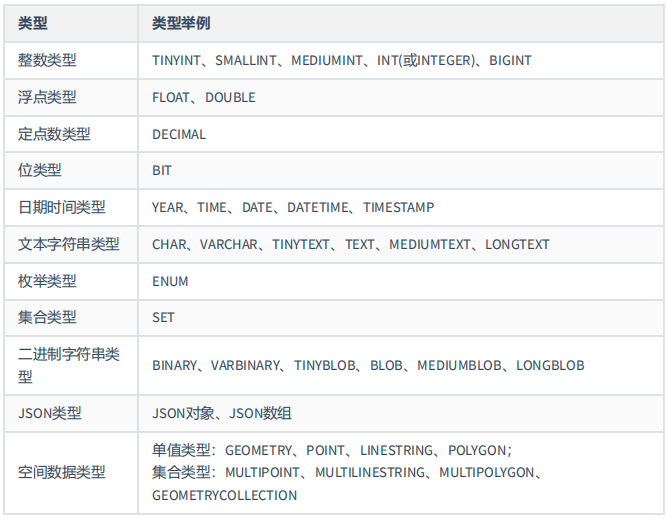 类型 类型举例
整数类型 TINYINT、SMALLINT、MEDIUMINT、INT(或INTEGER)、BIGINT
浮点类型 FLOAT、DOUBLE
定点数类型 DECIMAL
位类型 BIT
日期时间类型 YEAR、TIME、DATE、DATETIME、TIMESTAMP
文本字符串类型 CHAR、VARCHAR、TINYTEXT、TEXT、MEDIUMTEXT、LONGTEXT
枚举类型 ENUM
集合类型 SET
二进制字符串类
型
BINARY、VARBINARY、TINYBLOB、BLOB、MEDIUMBLOB、LONGBLOB
JSON类型 JSON对象、JSON数组
空间数据类型
单值类型：GEOMETRY、POINT、LINESTRING、POLYGON；
集合类型：MULTIPOINT、MULTILINESTRING、MULTIPOLYGON、
GEOMETRYCOLLECTION